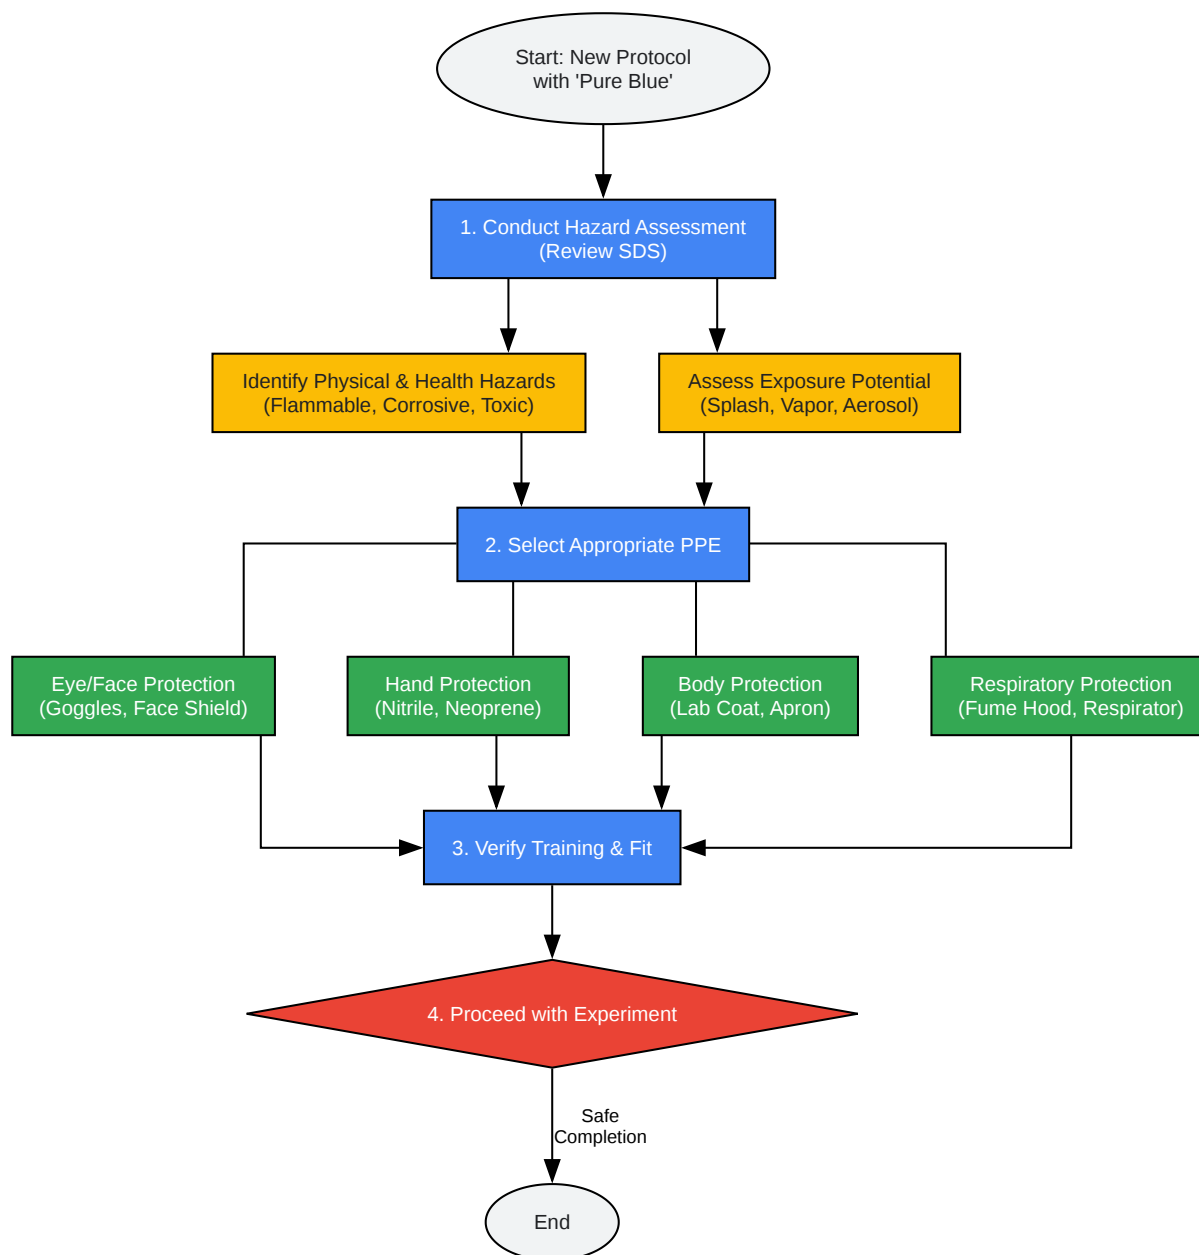 Start: New Protocol
with 'Pure Blue'
1. Conduct Hazard Assessment
(Review SDS)
Identify Physical & Health Hazards
(Flammable, Corrosive, Toxic)
Assess Exposure Potential
(Splash, Vapor, Aerosol)
2. Select Appropriate PPE
Eye/Face Protection
(Goggles, Face Shield)
Hand Protection
(Nitrile, Neoprene)
Body Protection
(Lab Coat, Apron)
Respiratory Protection
(Fume Hood, Respirator)
3. Verify Training & Fit
4. Proceed with Experiment
Safe
Completion
End